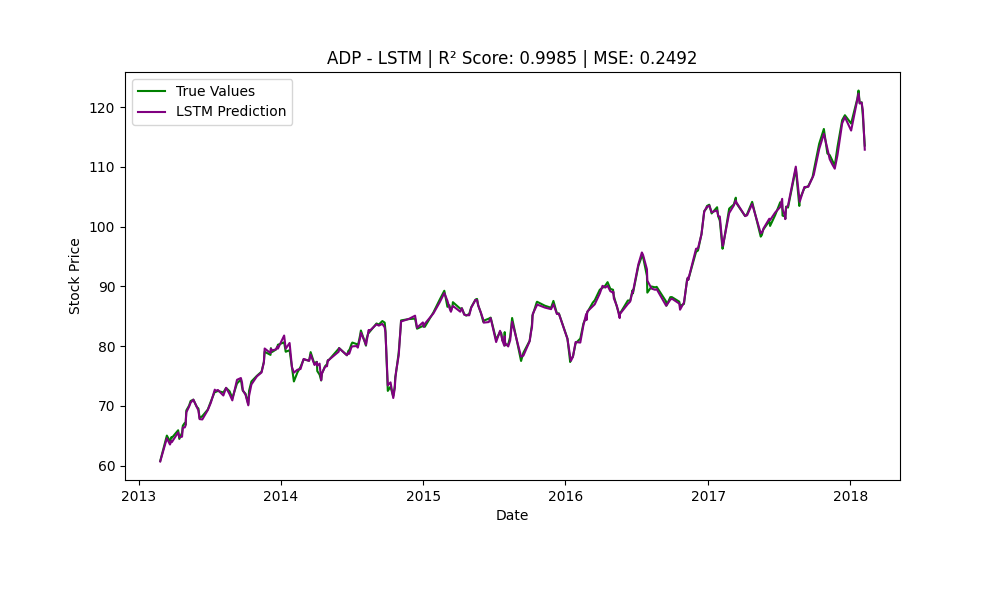 ADP - LSTM | R² Score: 0.9985 | MSE: 0.2492
True Values
LSTM Prediction
Stock Price
120
110
100
90
80
70
60
2013
2014
2015
2016
2017
2018
Date